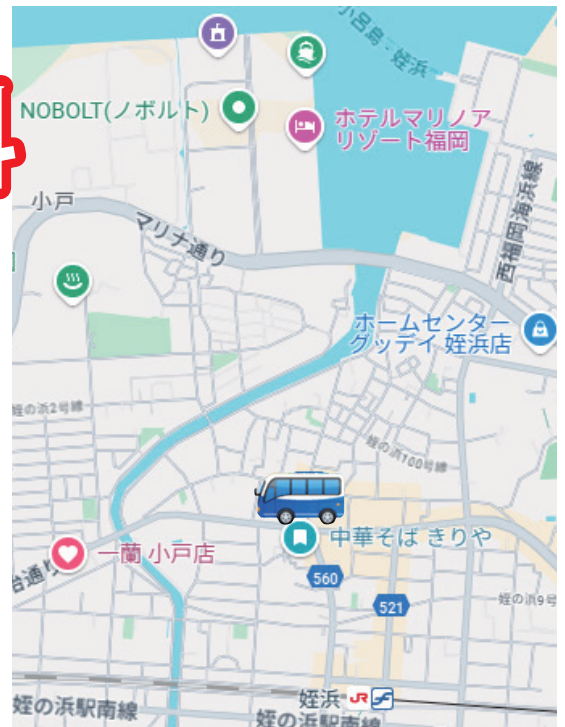 小呂島・姪浜
NOBOLT(ノボルト)
ホテルマリノア
リゾート福岡
小戸
マリナ通り
西福岡海浜線
ホームセンター
グッデイ 姪浜店
姪の浜2号線
姪の浜100号線
中華そば きりや
一蘭 小戸店
治通り
560
521
姪の浜9号
姪浜 JR
姪の浜駅南線
姪の浜駅南線